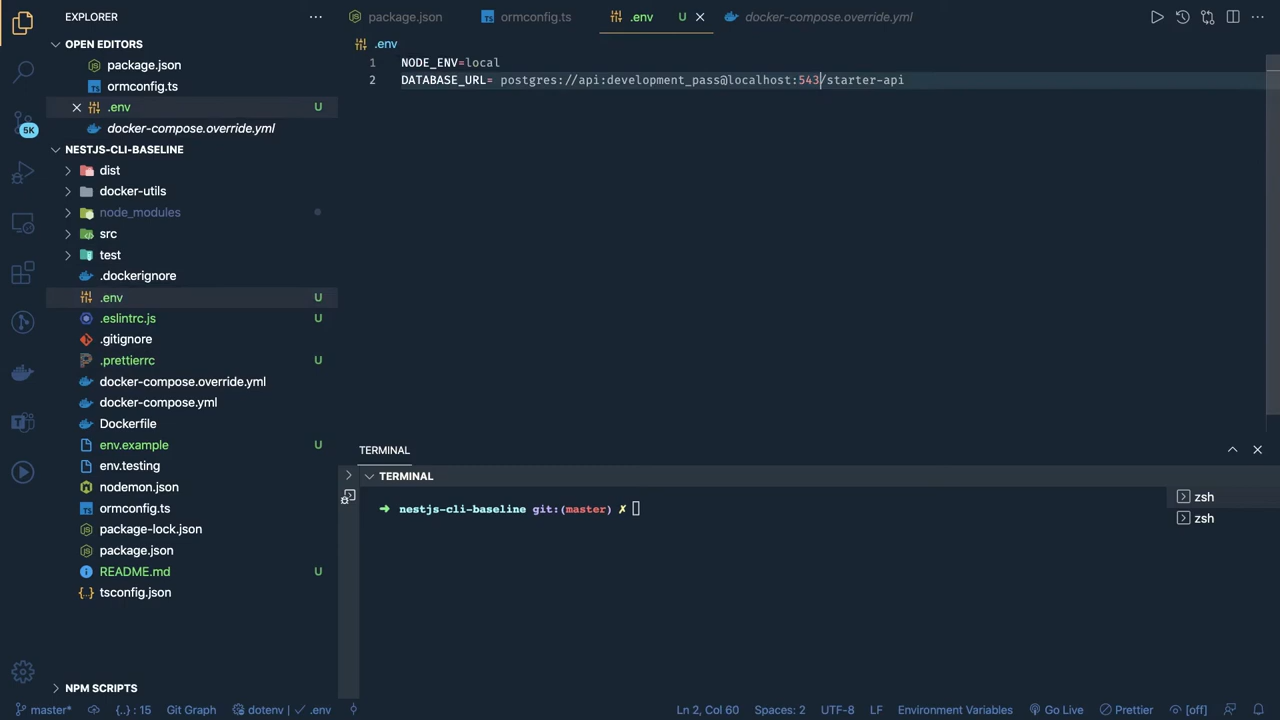 EXPLORER
OPEN EDITORS
package.json
ormconfig.ts
.env U
docker-compose.override.yml
5K
NESTJS-CLI-BASELINE
dist
docker-utils
node_modules
src
test
.dockerignore
.env U
.eslintrc.js U
.gitignore
.prettierrc U
docker-compose.override.yml
docker-compose.yml
Dockerfile
env.example U
env.testing
nodemon.json
ormconfig.ts
package-lock.json
package.json
README.md U
tsconfig.json
NPM SCRIPTS
package.json ormconfig.ts .env U docker-compose.override.yml
.env
1 NODE_ENV=local
2 DATABASE_URL= postgres://api:development_pass@localhost:543/starter-api
TERMINAL
TERMINAL
nestjs-cli-baseline git:(master) ✗
zsh
zsh
master* {..} : 15 Git Graph dotenv | ✓ .env Ln 2, Col 60 Spaces: 2 UTF-8 LF Environment Variables Go Live Prettier [off]